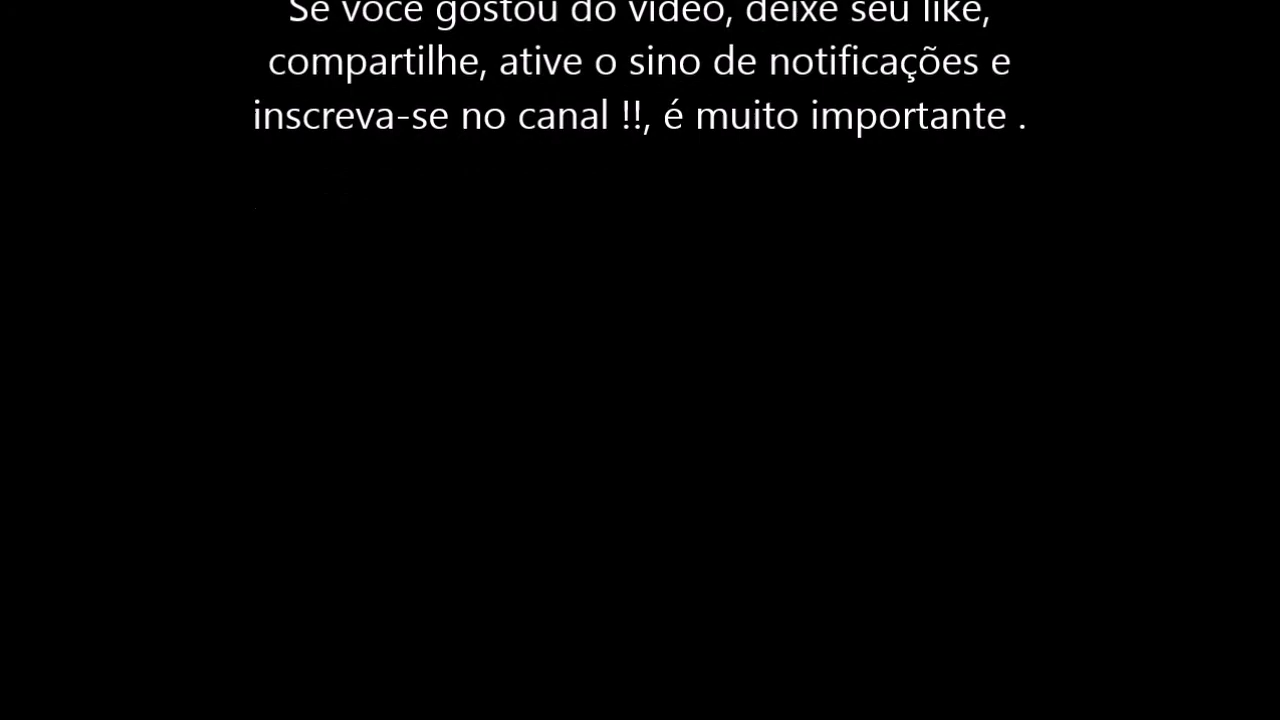 Se você gostou do vídeo, deixe seu like,
compartilhe, ative o sino de notificações e
inscreva-se no canal !!, é muito importante .